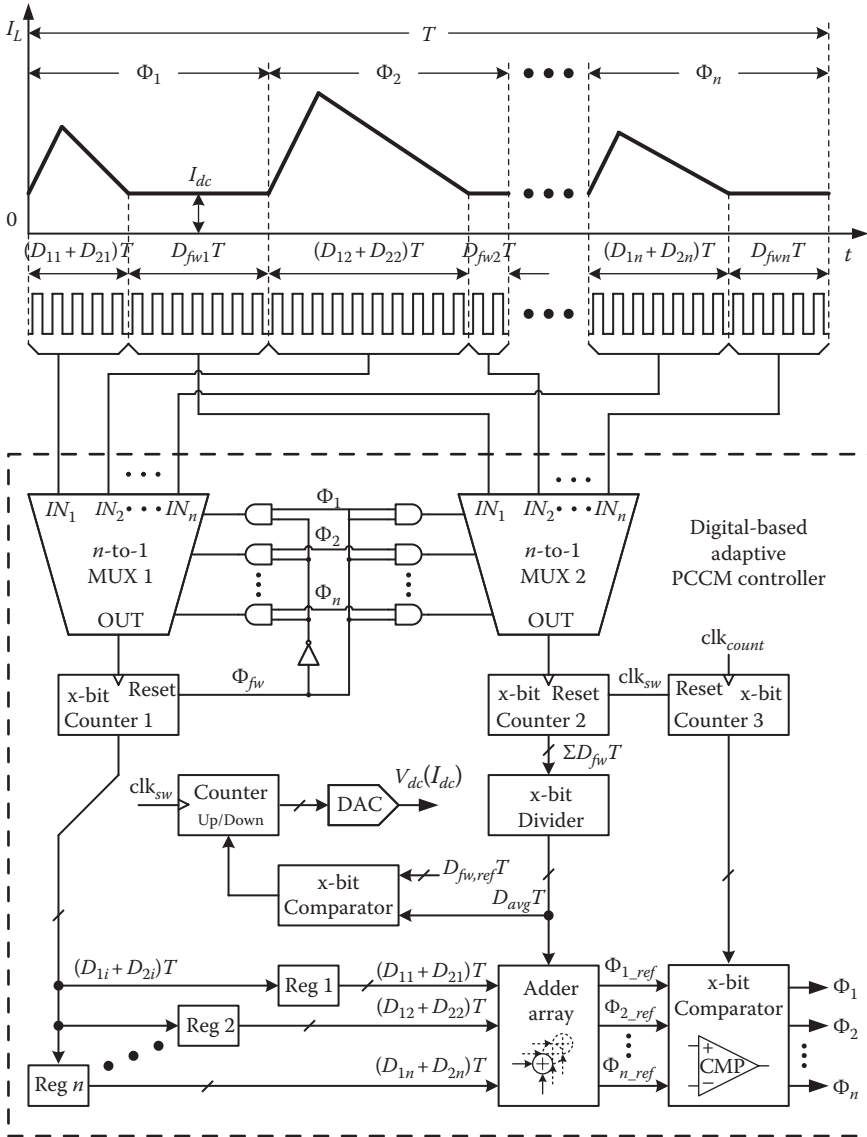 I_L
T
Φ_1 Φ_2 Φ_n
I_dc
0
(D_11 + D_21)T D_fw1T (D_12 + D_22)T D_fw2T (D_1n + D_2n)T D_fwnT t
IN_1 IN_2 IN_n Φ_1 IN_1 IN_2 IN_n
n-to-1 MUX 1 Φ_2 n-to-1 MUX 2
Φ_n
OUT OUT
Digital-based
adaptive
PCCM controller
clk_count
x-bit Reset Φ_fw x-bit Reset clk_sw Reset x-bit
Counter 1 Counter 2 Counter 3
ΣD_fwT
clk_sw Counter Up/Down DAC V_dc(I_dc) x-bit Divider
x-bit Comparator D_fw,refT
D_avgT
(D_1i + D_2i)T Reg 1 (D_11 + D_21)T Adder array Φ_1_ref x-bit Comparator Φ_1
Reg 2 (D_12 + D_22)T Φ_2_ref Φ_2
+
CMP
−
Reg n (D_1n + D_2n)T Φ_n_ref Φ_n